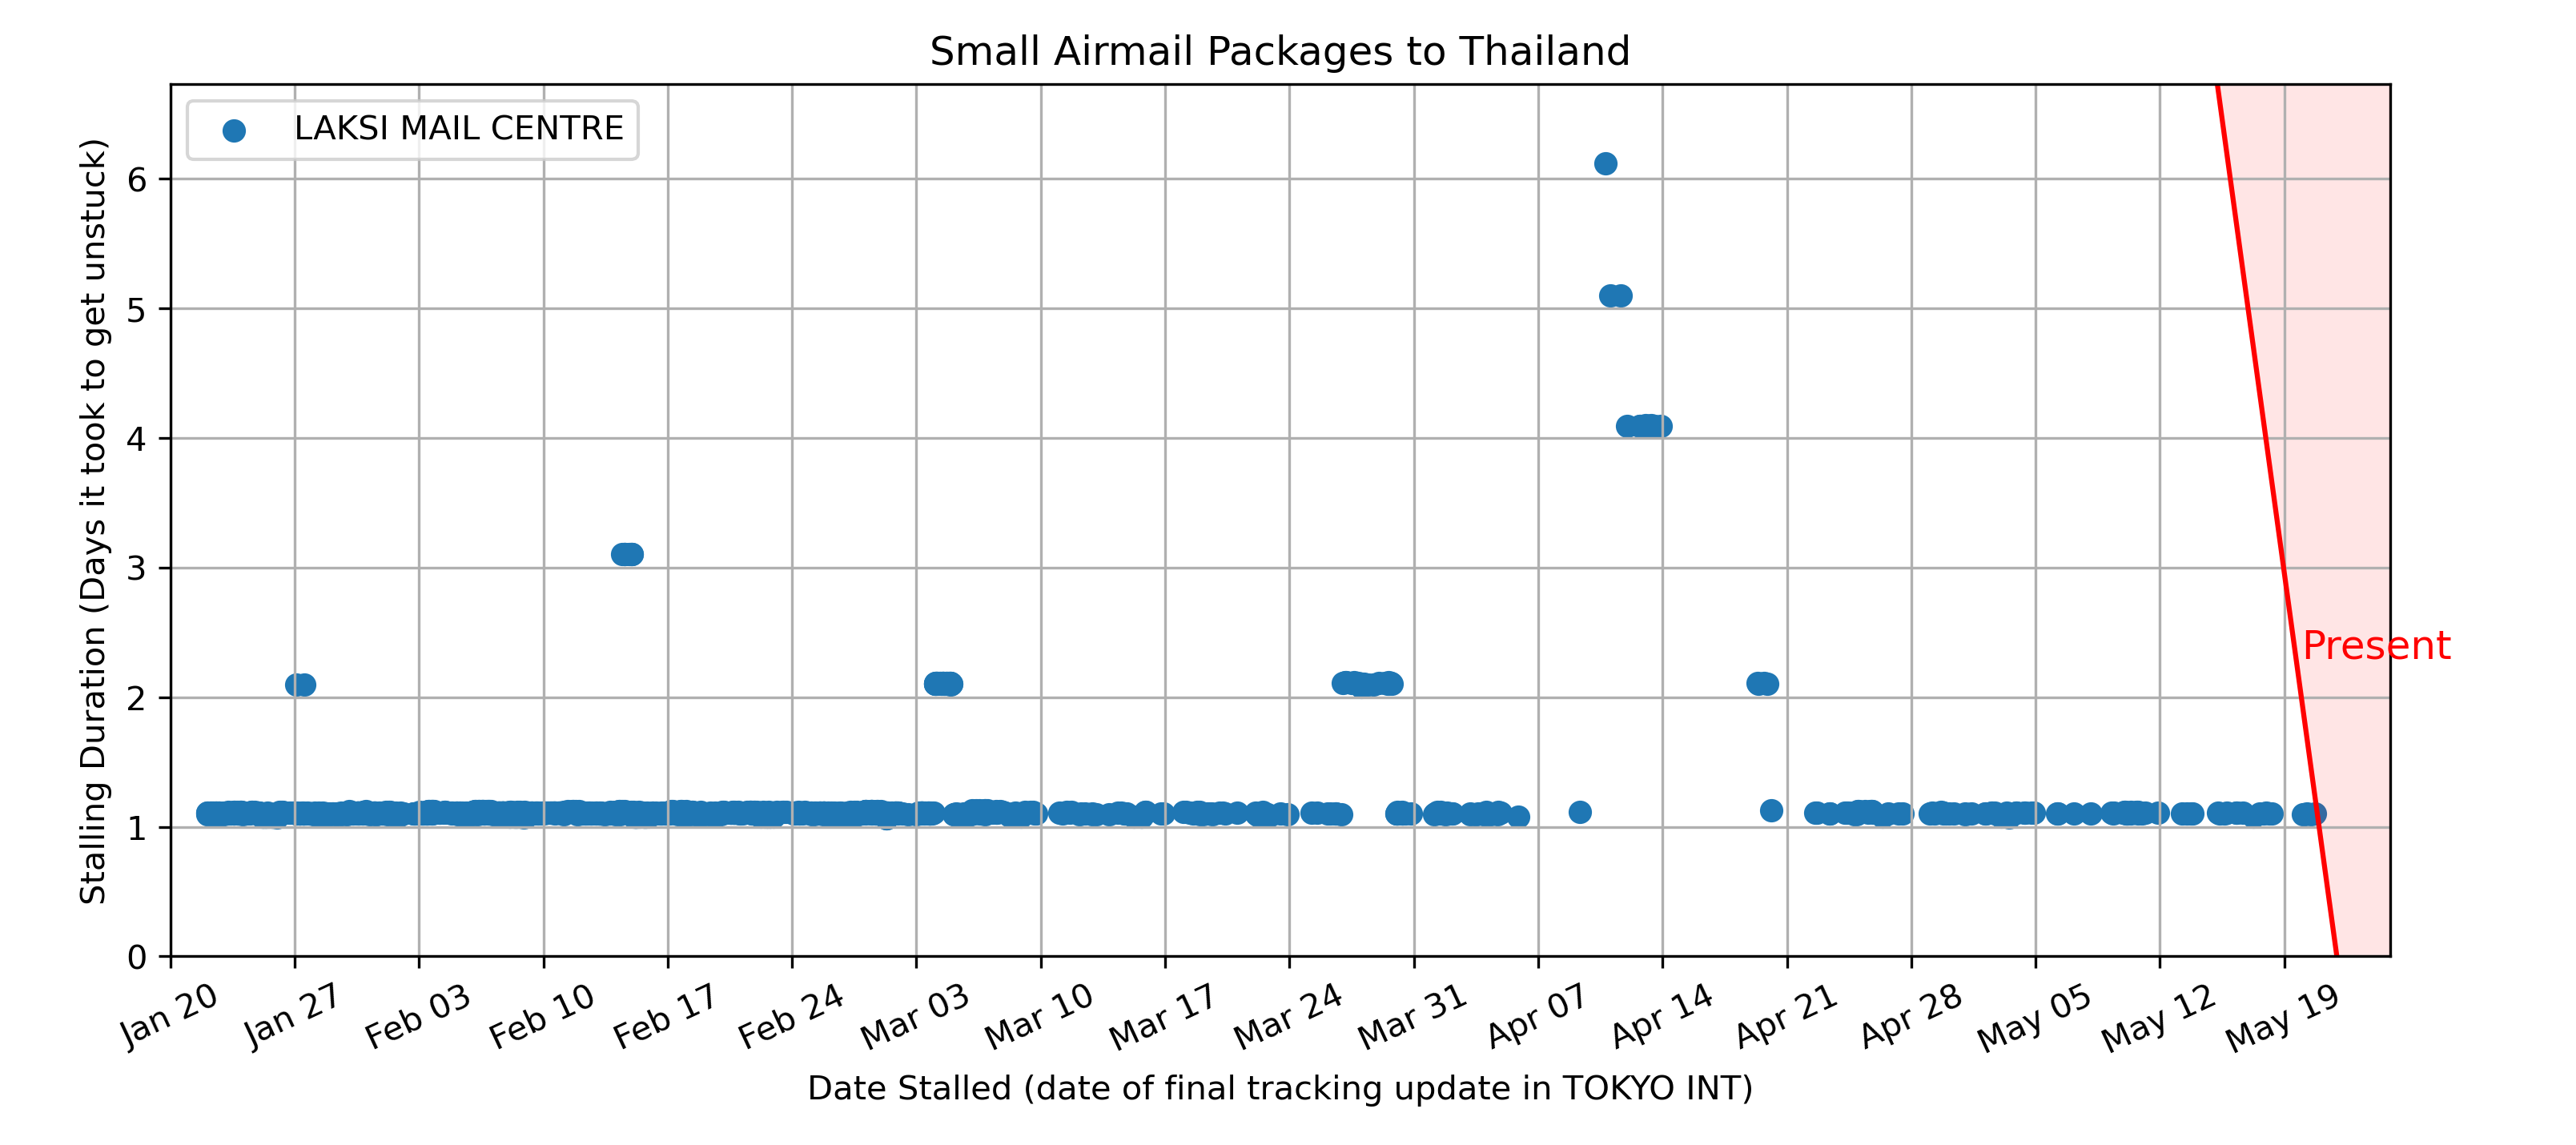 Small Airmail Packages to Thailand
LAKSI MAIL CENTRE
Stalling Duration (Days it took to get unstuck)
6
5
4
3
2
1
0
Present
Jan 20
Jan 27
Feb 03
Feb 10
Feb 17
Feb 24
Mar 03
Mar 10
Mar 17
Mar 24
Mar 31
Apr 07
Apr 14
Apr 21
Apr 28
May 05
May 12
May 19
Date Stalled (date of final tracking update in TOKYO INT)